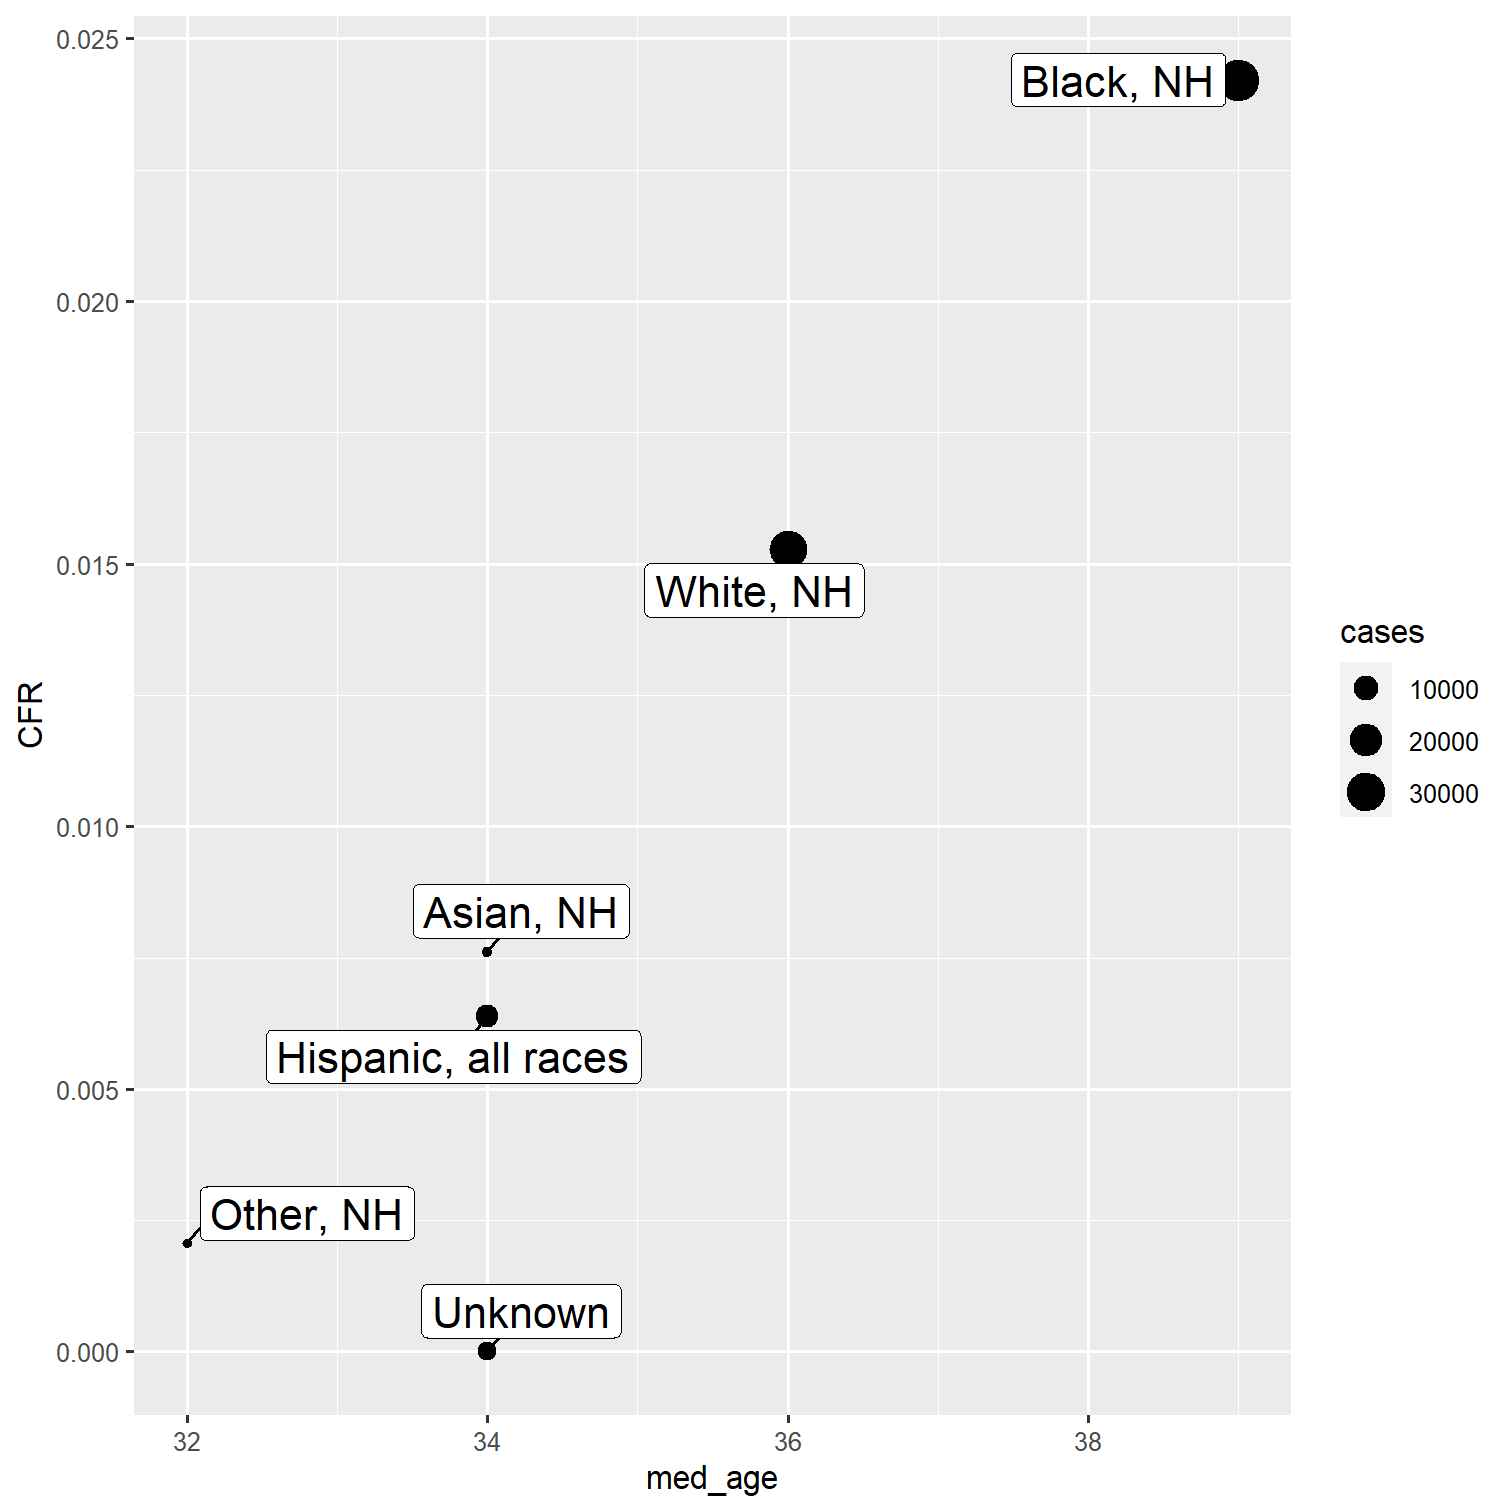 0.025
0.020
0.015
0.010
0.005
0.000
CFR
Black, NH
White, NH
Asian, NH
Hispanic, all races
Other, NH
Unknown
32 34 36 38
med_age
cases
10000
20000
30000